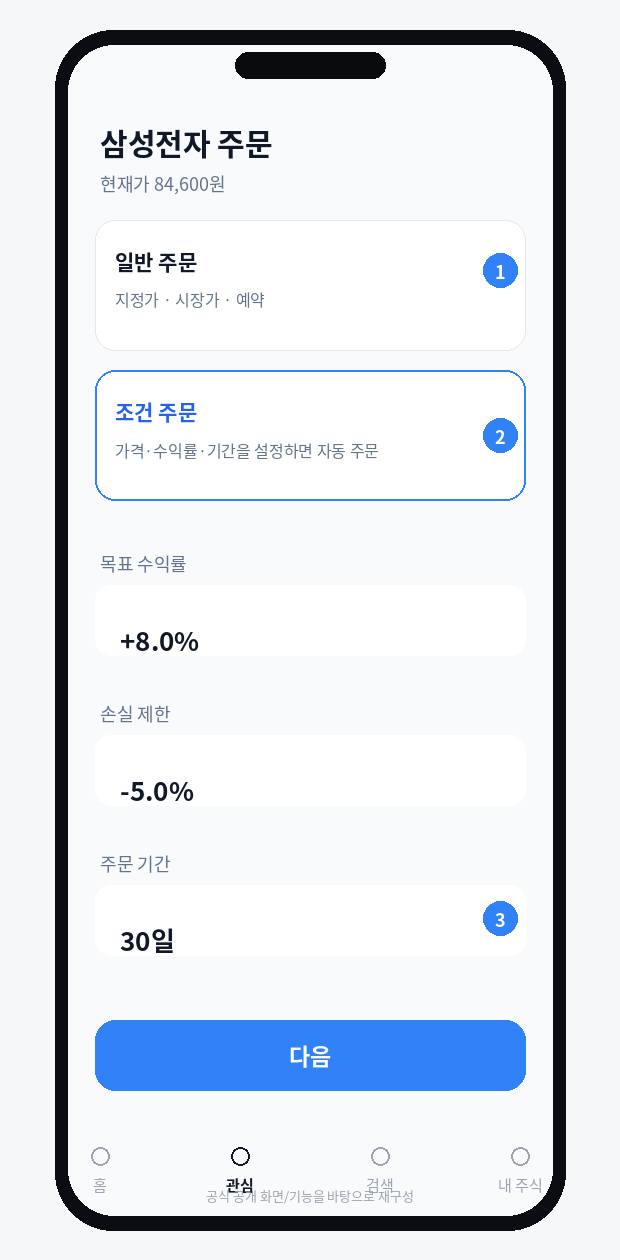 삼성전자 주문
현재가 84,600원
일반 주문
1
지정가 · 시장가 · 예약
조건 주문
2
가격·수익률·기간을 설정하면 자동 주문
목표 수익률
+8.0%
손실 제한
-5.0%
주문 기간
3
30일
다음
홈 관심 검색 내 주식
공식 공개 화면/기능을 바탕으로 재구성